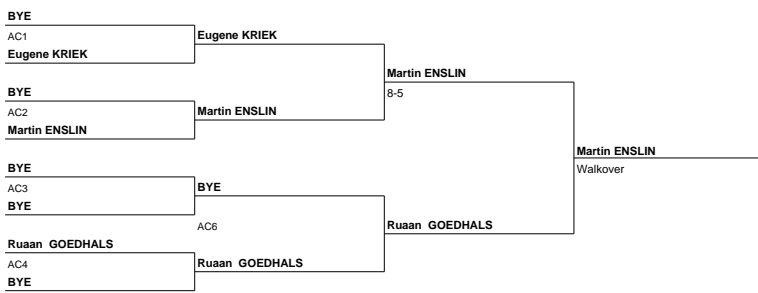 BYE
AC1
Eugene KRIEK
Eugene KRIEK
BYE
AC2
Martin ENSLIN
Martin ENSLIN
Martin ENSLIN
8-5
BYE
AC3
BYE
BYE
AC6
Ruaan GOEDHALS
AC4
BYE
Ruaan GOEDHALS
Ruaan GOEDHALS
Martin ENSLIN
Walkover